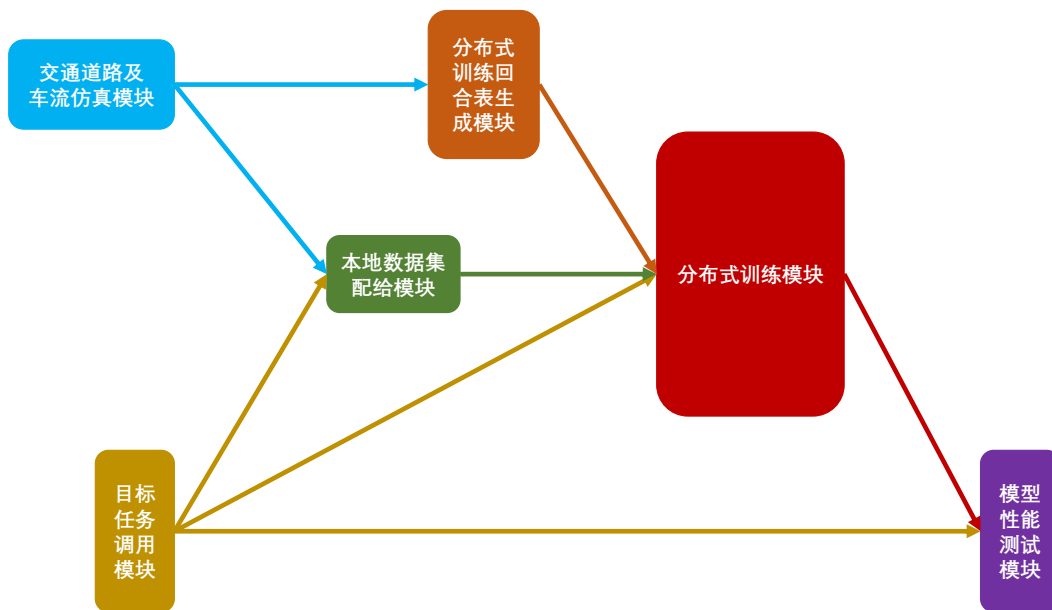 交通道路及
车流仿真模块
分布式
训练回
合表生
成模块
本地数据集
配给模块
分布式训练模块
目标
任务
调用
模块
模型
性能
测试
模块